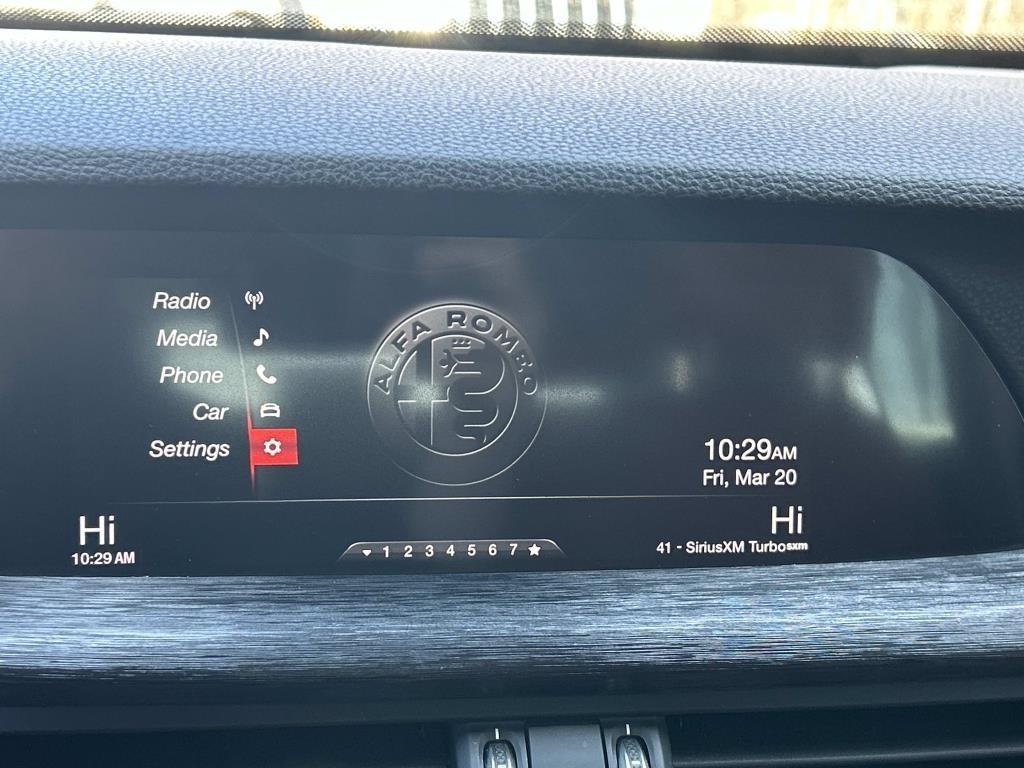 Radio
Media
Phone
Car
Settings
ALFA ROMEO
10:29AM
Fri, Mar 20
Hi
10:29 AM
1 2 3 4 5 6 7
Hi
41 - SiriusXM Turbo sxm